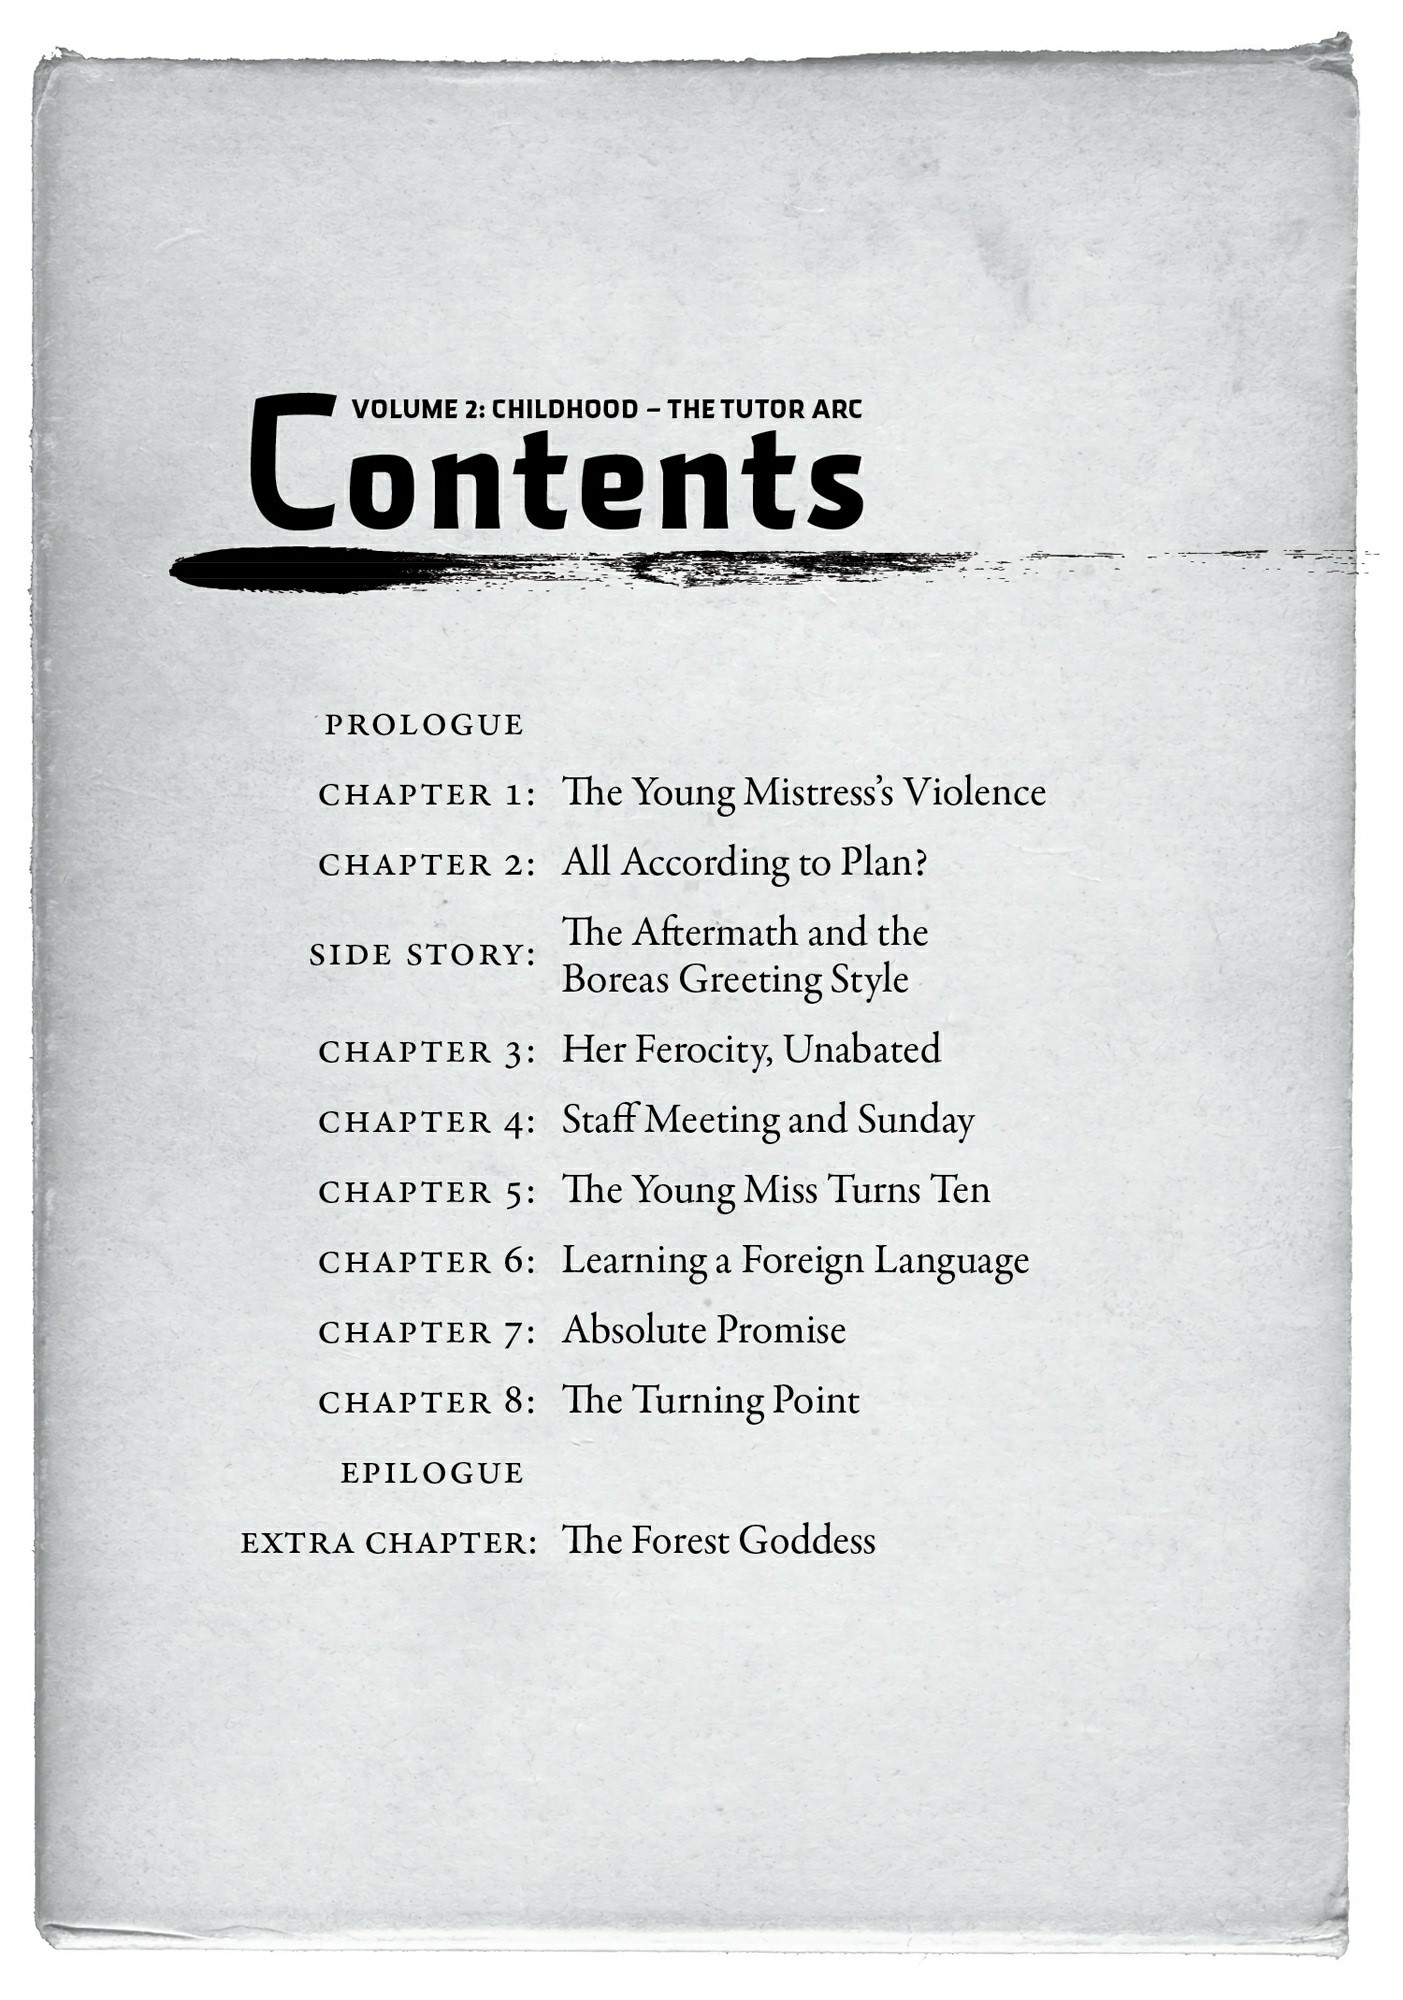 VOLUME 2: CHILDHOOD – THE TUTOR ARC
Contents
PROLOGUE
CHAPTER 1: The Young Mistress’s Violence
CHAPTER 2: All According to Plan?
SIDE STORY: The Aftermath and the
Boreas Greeting Style
CHAPTER 3: Her Ferocity, Unabated
CHAPTER 4: Staff Meeting and Sunday
CHAPTER 5: The Young Miss Turns Ten
CHAPTER 6: Learning a Foreign Language
CHAPTER 7: Absolute Promise
CHAPTER 8: The Turning Point
EPILOGUE
EXTRA CHAPTER: The Forest Goddess